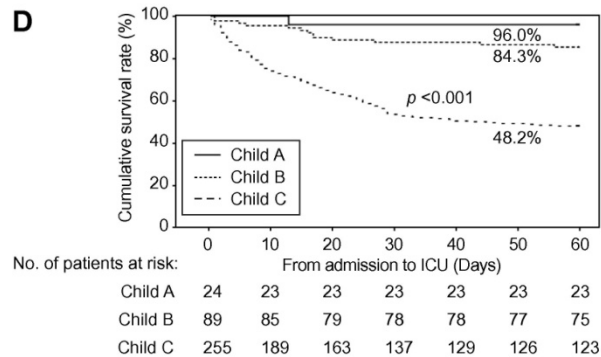 D
Cumulative survival rate (%)
100
80
60
40
20
0
96.0%
84.3%
p <0.001
48.2%
Child A
Child B
Child C
0 10 20 30 40 50 60
No. of patients at risk: From admission to ICU (Days)
Child A 24 23 23 23 23 23 23
Child B 89 85 79 78 78 77 75
Child C 255 189 163 137 129 126 123